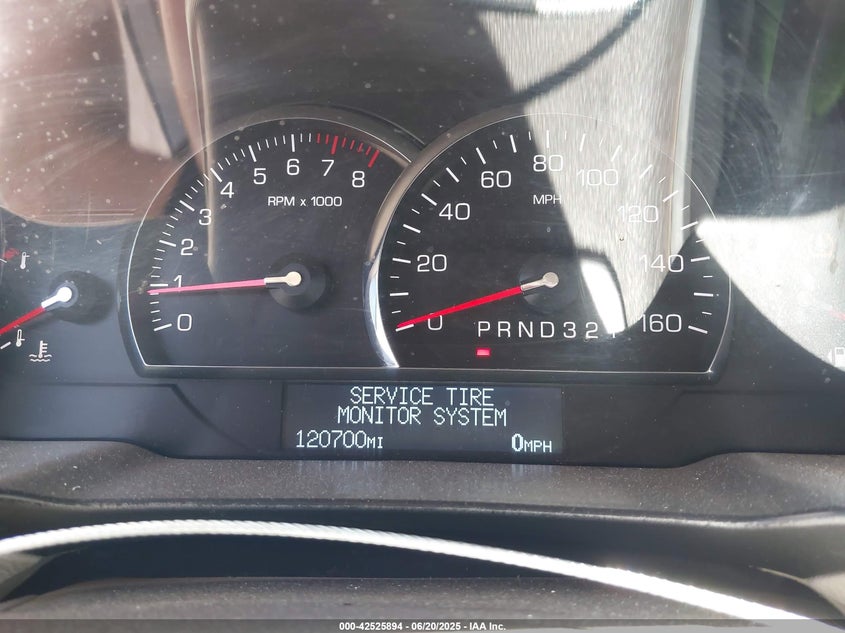 0 1 2 3 4 5 6 7 8
RPM x 1000
0 20 40 60 80 100 120 140 160
MPH
PRND32
SERVICE TIRE
MONITOR SYSTEM
120700MI 0MPH
000-42525894 - 06/20/2025 - IAA Inc.